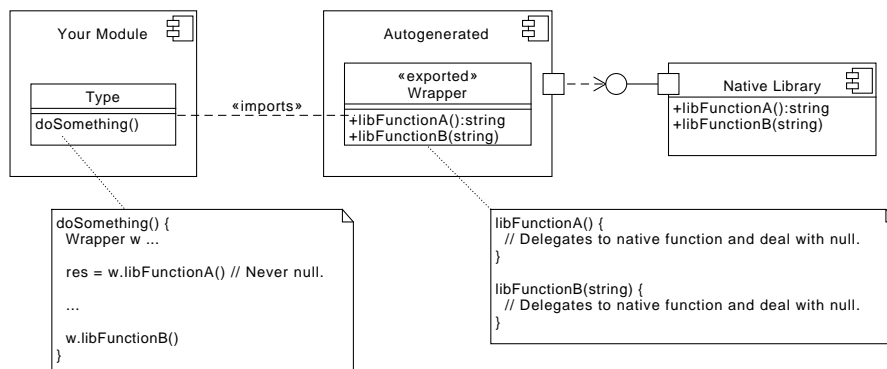 Your Module
Type
doSomething()
«imports»
Autogenerated
«exported»
Wrapper
+libFunctionA():string
+libFunctionB(string)
Native Library
+libFunctionA():string
+libFunctionB(string)
doSomething() {
Wrapper w ...
res = w.libFunctionA() // Never null.
...
w.libFunctionB()
}
libFunctionA() {
// Delegates to native function and deal with null.
}
libFunctionB(string) {
// Delegates to native function and deal with null.
}